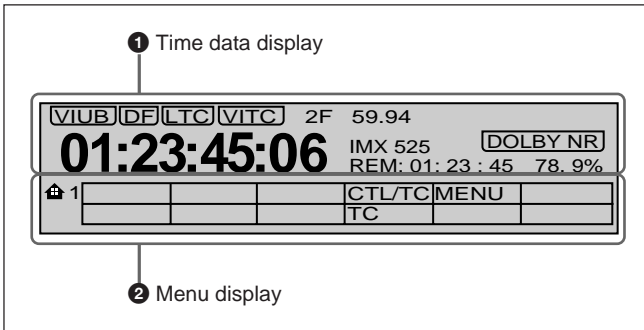 1 Time data display
VIUB DF LTC VITC 2F 59.94
01:23:45:06 IMX 525 DOLBY NR
REM: 01: 23 : 45 78. 9%
1 CTL/TC MENU
TC
2 Menu display